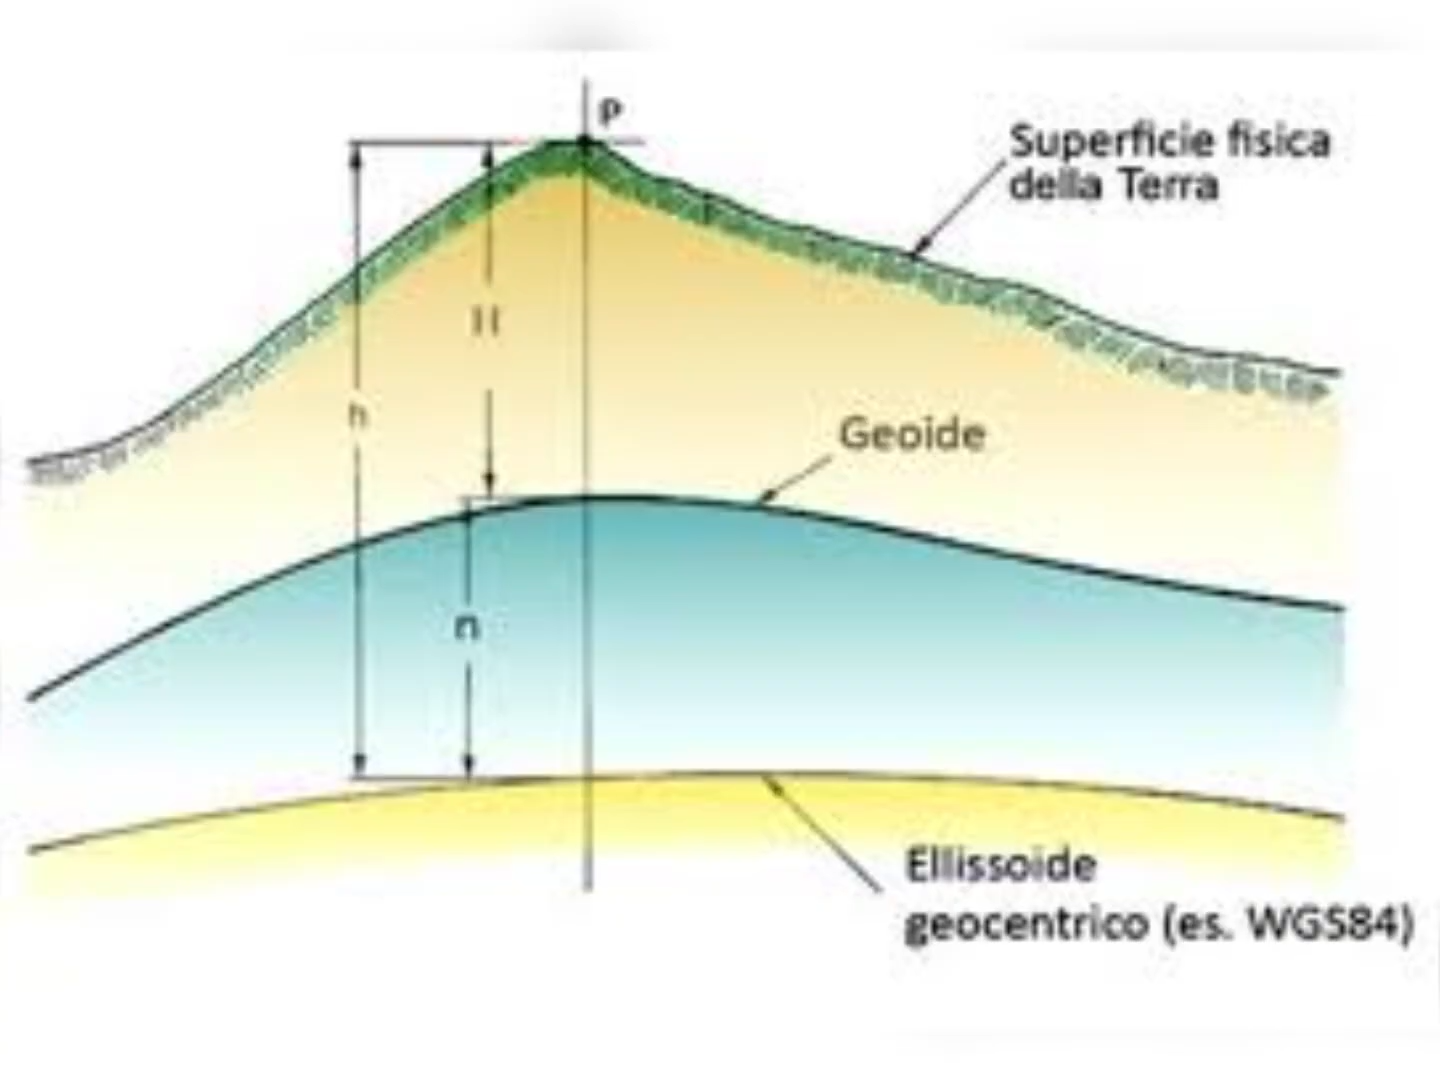 P
Superficie fisica
della Terra
H
h
Geoide
n
Ellissoide
geocentrico (es. WGS84)